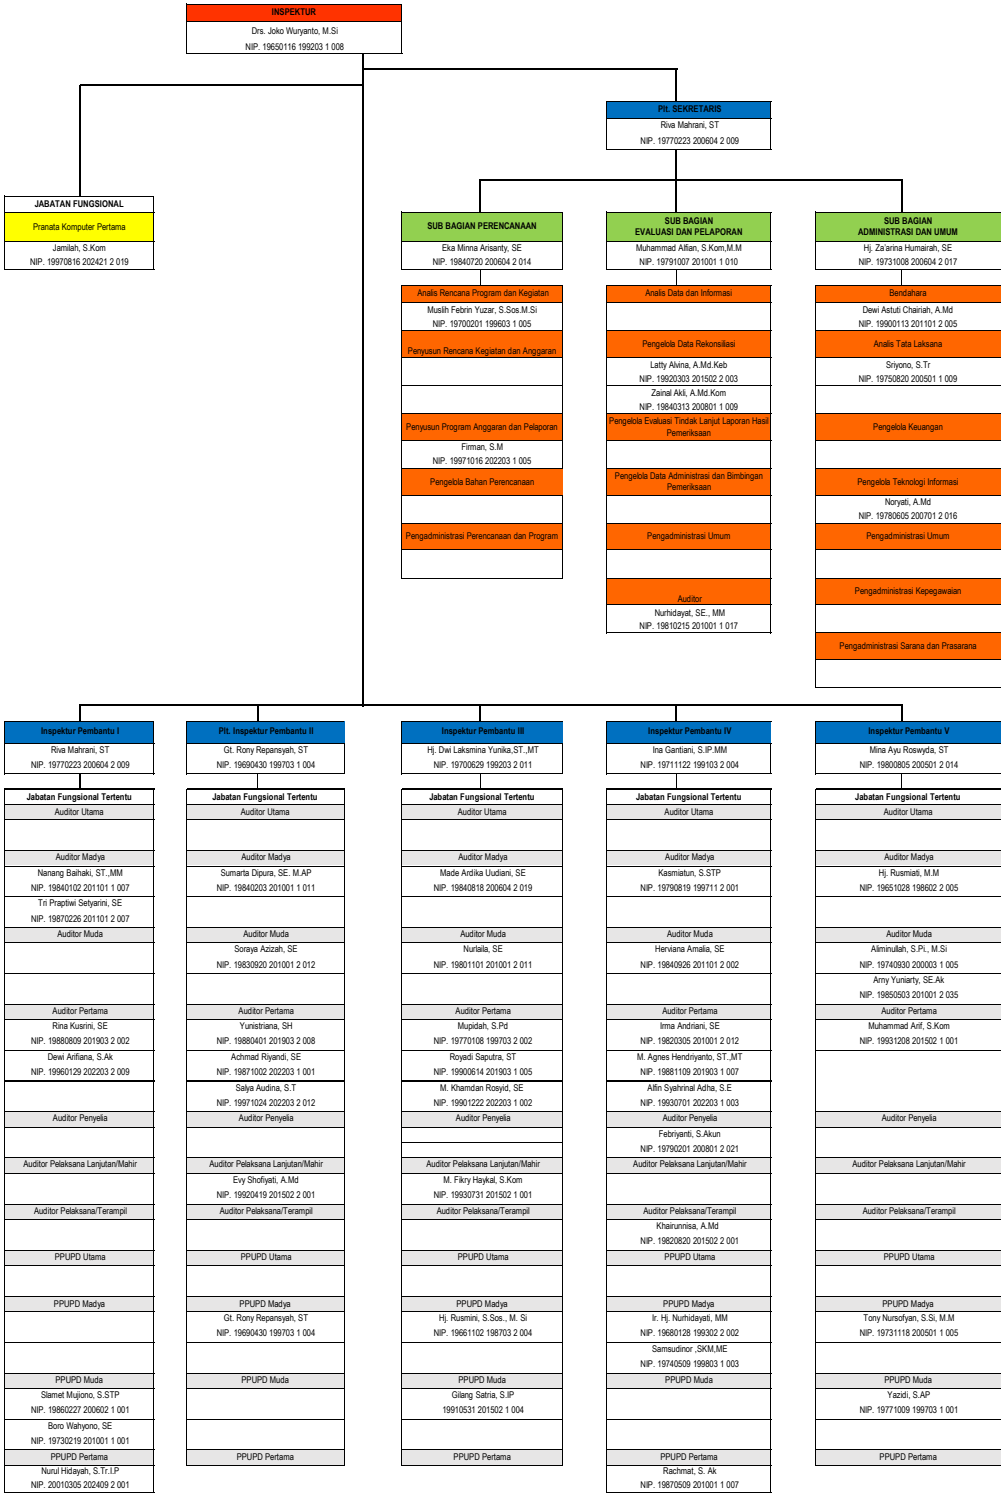 INSPEKTUR
Drs. Joko Wuryanto, M.Si
NIP. 19650116 199203 1 008
Plt. SEKRETARIS
Riva Mahrani, ST
NIP. 19770223 200604 2 009
JABATAN FUNGSIONAL
Pranata Komputer Pertama
Jamilah, S.Kom
NIP. 19970816 202421 2 019
SUB BAGIAN PERENCANAAN
Eka Minna Arisanty, SE
NIP. 19840720 200604 2 014
Analis Rencana Program dan Kegiatan
Muslih Febrin Yuzar, S.Sos.M.Si
NIP. 19700201 199603 1 005
Penyusun Rencana Kegiatan dan Anggaran
Penyusun Program Anggaran dan Pelaporan
Firman, S.M
NIP. 19971016 202203 1 005
Pengelola Bahan Perencanaan
Pengadministrasi Perencanaan dan Program
SUB BAGIAN
EVALUASI DAN PELAPORAN
Muhammad Alfian, S.Kom,M.M
NIP. 19791007 201001 1 010
Analis Data dan Informasi
Pengelola Data Rekonsiliasi
Latty Alvina, A.Md.Keb
NIP. 19920303 201502 2 003
Zainal Akli, A.Md.Kom
NIP. 19840313 200801 1 009
Pengelola Evaluasi Tindak Lanjut Laporan Hasil
Pemeriksaan
Pengelola Data Administrasi dan Bimbingan
Pemeriksaan
Pengadministrasi Umum
Auditor
Nurhidayat, SE., MM
NIP. 19810215 201001 1 017
SUB BAGIAN
ADMINISTRASI DAN UMUM
Hj. Za'arina Humairah, SE
NIP. 19731008 200604 2 017
Bendahara
Dewi Astuti Chairiah, A.Md
NIP. 19900113 201101 2 005
Analis Tata Laksana
Sriyono, S.Tr
NIP. 19750820 200501 1 009
Pengelola Keuangan
Pengelola Teknologi Informasi
Noryati, A.Md
NIP. 19780605 200701 2 016
Pengadministrasi Umum
Pengadministrasi Kepegawaian
Pengadministrasi Sarana dan Prasarana
Inspektur Pembantu I
Riva Mahrani, ST
NIP. 19770223 200604 2 009
Jabatan Fungsional Tertentu
Auditor Utama
Auditor Madya
Nanang Baihaki, ST.,MM
NIP. 19840102 201101 1 007
Tri Praptiwi Setyarini, SE
NIP. 19870226 201101 2 007
Auditor Muda
Auditor Pertama
Rina Kusrini, SE
NIP. 19880809 201903 2 002
Dewi Arifiana, S.Ak
NIP. 19960129 202203 2 009
Auditor Penyelia
Auditor Pelaksana Lanjutan/Mahir
Auditor Pelaksana/Terampil
PPUPD Utama
PPUPD Madya
PPUPD Muda
Slamet Mujiono, S.STP
NIP. 19860227 200602 1 001
Boro Wahyono, SE
NIP. 19730219 201001 1 001
PPUPD Pertama
Nurul Hidayah, S.Tr.I.P
NIP. 20010305 202409 2 001
Plt. Inspektur Pembantu II
Gt. Rony Repansyah, ST
NIP. 19690430 199703 1 004
Jabatan Fungsional Tertentu
Auditor Utama
Auditor Madya
Sumarta Dipura, SE. M.AP
NIP. 19840203 201001 1 011
Auditor Muda
Soraya Azizah, SE
NIP. 19830920 201001 2 012
Auditor Pertama
Yunistriana, SH
NIP. 19880401 201903 2 008
Achmad Riyandi, SE
NIP. 19871002 202203 1 001
Salya Audina, S.T
NIP. 19971024 202203 2 012
Auditor Penyelia
Auditor Pelaksana Lanjutan/Mahir
Evy Shofiyati, A.Md
NIP. 19920419 201502 2 001
Auditor Pelaksana/Terampil
PPUPD Utama
PPUPD Madya
Gt. Rony Repansyah, ST
NIP. 19690430 199703 1 004
PPUPD Muda
PPUPD Pertama
Inspektur Pembantu III
Hj. Dwi Laksmina Yunika,ST.,MT
NIP. 19700629 199203 2 011
Jabatan Fungsional Tertentu
Auditor Utama
Auditor Madya
Made Ardika Uudiani, SE
NIP. 19840818 200604 2 019
Auditor Muda
Nurlaila, SE
NIP. 19801101 201001 2 011
Auditor Pertama
Mupidah, S.Pd
NIP. 19770108 199703 2 002
Royadi Saputra, ST
NIP. 19900614 201903 1 005
M. Khamdan Rosyid, SE
NIP. 19901222 202203 1 002
Auditor Penyelia
Auditor Pelaksana Lanjutan/Mahir
M. Fikry Haykal, S.Kom
NIP. 19930731 201502 1 001
Auditor Pelaksana/Terampil
PPUPD Utama
PPUPD Madya
Hj. Rusmini, S.Sos., M. Si
NIP. 19661102 198703 2 004
PPUPD Muda
Gilang Satria, S.IP
19910531 201502 1 004
PPUPD Pertama
Inspektur Pembantu IV
Ina Gantiani, S.IP.MM
NIP. 19711122 199103 2 004
Jabatan Fungsional Tertentu
Auditor Utama
Auditor Madya
Kasmiatun, S.STP
NIP. 19790819 199711 2 001
Auditor Muda
Herviana Amalia, SE
NIP. 19840926 201101 2 002
Auditor Pertama
Irma Andriani, SE
NIP. 19820305 201001 2 012
M. Agnes Hendriyanto, ST.,MT
NIP. 19881109 201903 1 007
Alfin Syahrinal Adha, S.E
NIP. 19930701 202203 1 003
Auditor Penyelia
Febriyanti, S.Akun
NIP. 19790201 200801 2 021
Auditor Pelaksana Lanjutan/Mahir
Auditor Pelaksana/Terampil
Khairunnisa, A.Md
NIP. 19820820 201502 2 001
PPUPD Utama
PPUPD Madya
Ir. Hj. Nurhidayati, MM
NIP. 19680128 199302 2 002
Samsudinor ,SKM,ME
NIP. 19740509 199803 1 003
PPUPD Muda
PPUPD Pertama
Rachmat, S. Ak
NIP. 19870509 201001 1 007
Inspektur Pembantu V
Mina Ayu Roswyda, ST
NIP. 19800805 200501 2 014
Jabatan Fungsional Tertentu
Auditor Utama
Auditor Madya
Hj. Rusmiati, M.M
NIP. 19651028 198602 2 005
Auditor Muda
Aliminullah, S.Pi., M.Si
NIP. 19740930 200003 1 005
Arny Yuniarty, SE.Ak
NIP. 19850503 201001 2 035
Auditor Pertama
Muhammad Arif, S.Kom
NIP. 19931208 201502 1 001
Auditor Penyelia
Auditor Pelaksana Lanjutan/Mahir
Auditor Pelaksana/Terampil
PPUPD Utama
PPUPD Madya
Tony Nursofyan, S.Si, M.M
NIP. 19731118 200501 1 005
PPUPD Muda
Yazidi, S.AP
NIP. 19771009 199703 1 001
PPUPD Pertama